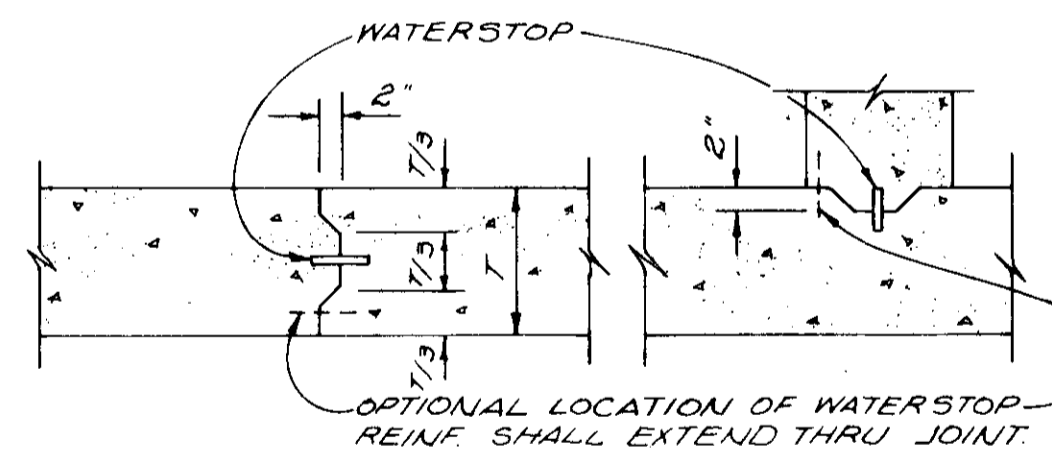 WATERSTOP
2"
T/3
2"
T/3
T
T/3
OPTIONAL LOCATION OF WATERSTOP
REINF. SHALL EXTEND THRU JOINT.